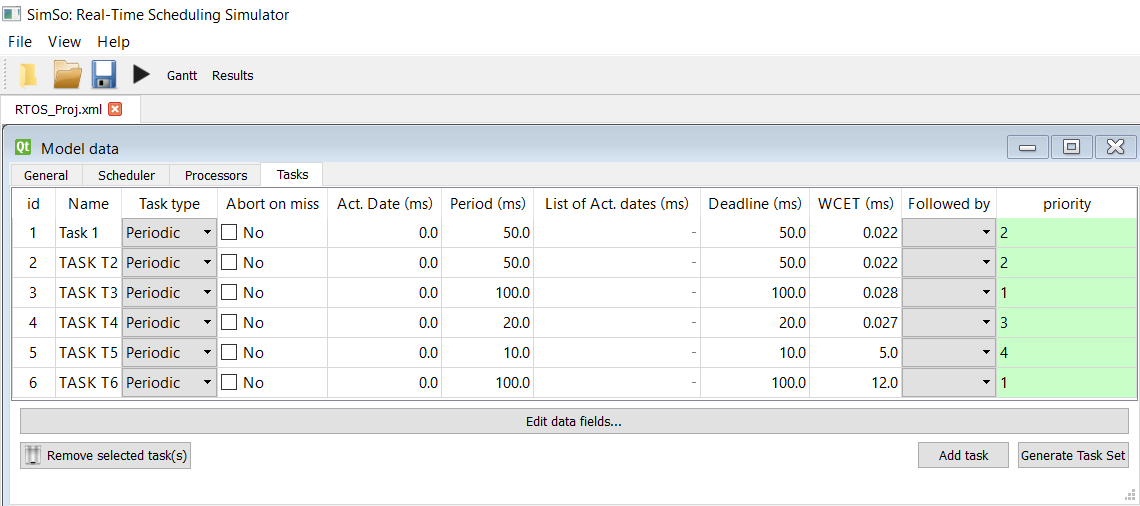 SimSo: Real-Time Scheduling Simulator
File View Help
Gantt Results
RTOS_Proj.xml
Qt Model data
General Scheduler Processors Tasks
id Name Task type Abort on miss Act. Date (ms) Period (ms) List of Act. dates (ms) Deadline (ms) WCET (ms) Followed by priority
1 Task 1 Periodic No 0.0 50.0 - 50.0 0.022 2
2 TASK T2 Periodic No 0.0 50.0 - 50.0 0.022 2
3 TASK T3 Periodic No 0.0 100.0 - 100.0 0.028 1
4 TASK T4 Periodic No 0.0 20.0 - 20.0 0.027 3
5 TASK T5 Periodic No 0.0 10.0 - 10.0 5.0 4
6 TASK T6 Periodic No 0.0 100.0 - 100.0 12.0 1
Edit data fields...
Remove selected task(s) Add task Generate Task Set